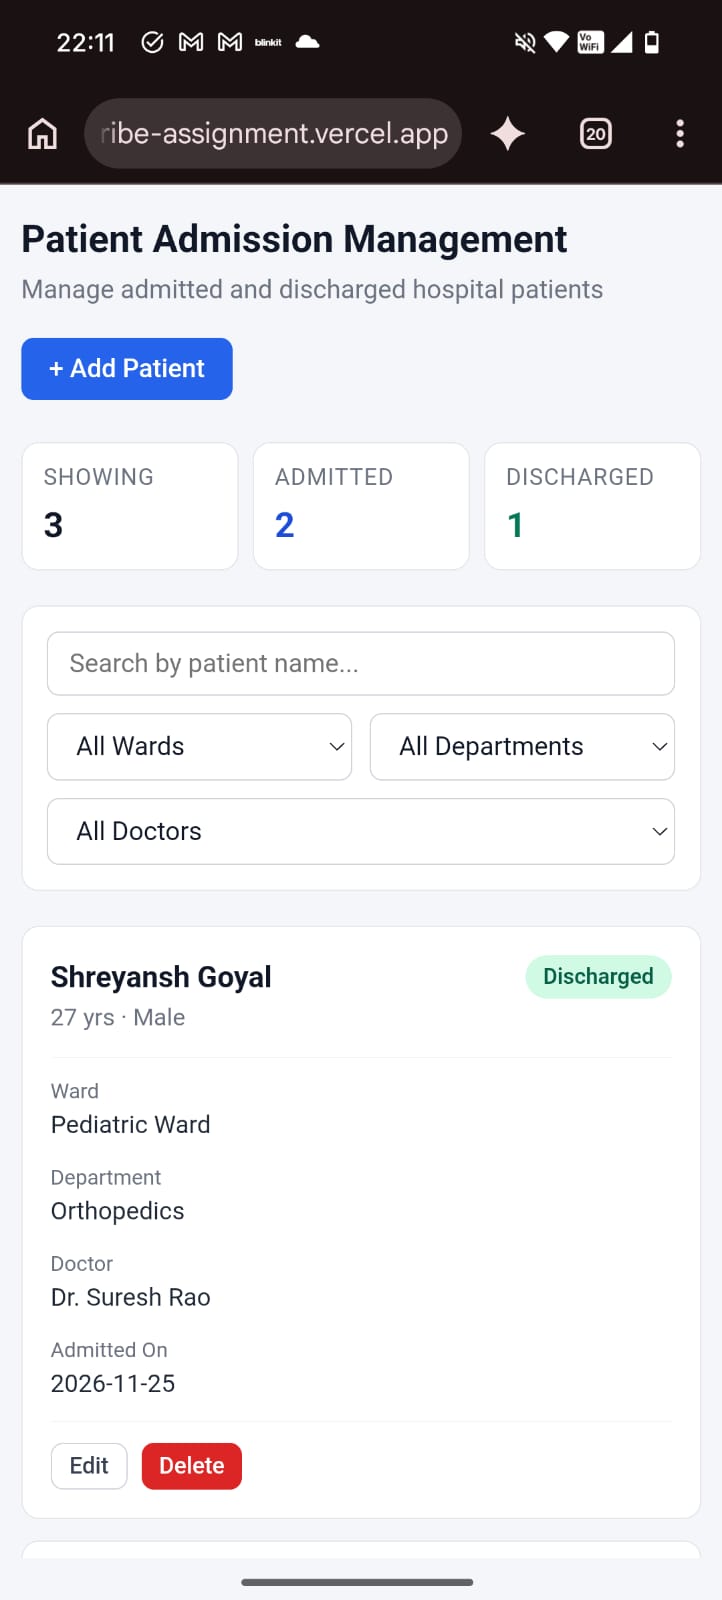 22:11 blinkit Vo WiFi
ribe-assignment.vercel.app 20
Patient Admission Management
Manage admitted and discharged hospital patients
+ Add Patient
SHOWING ADMITTED DISCHARGED
3 2 1
Search by patient name...
All Wards All Departments
All Doctors
Shreyansh Goyal Discharged
27 yrs · Male
Ward
Pediatric Ward
Department
Orthopedics
Doctor
Dr. Suresh Rao
Admitted On
2026-11-25
Edit Delete